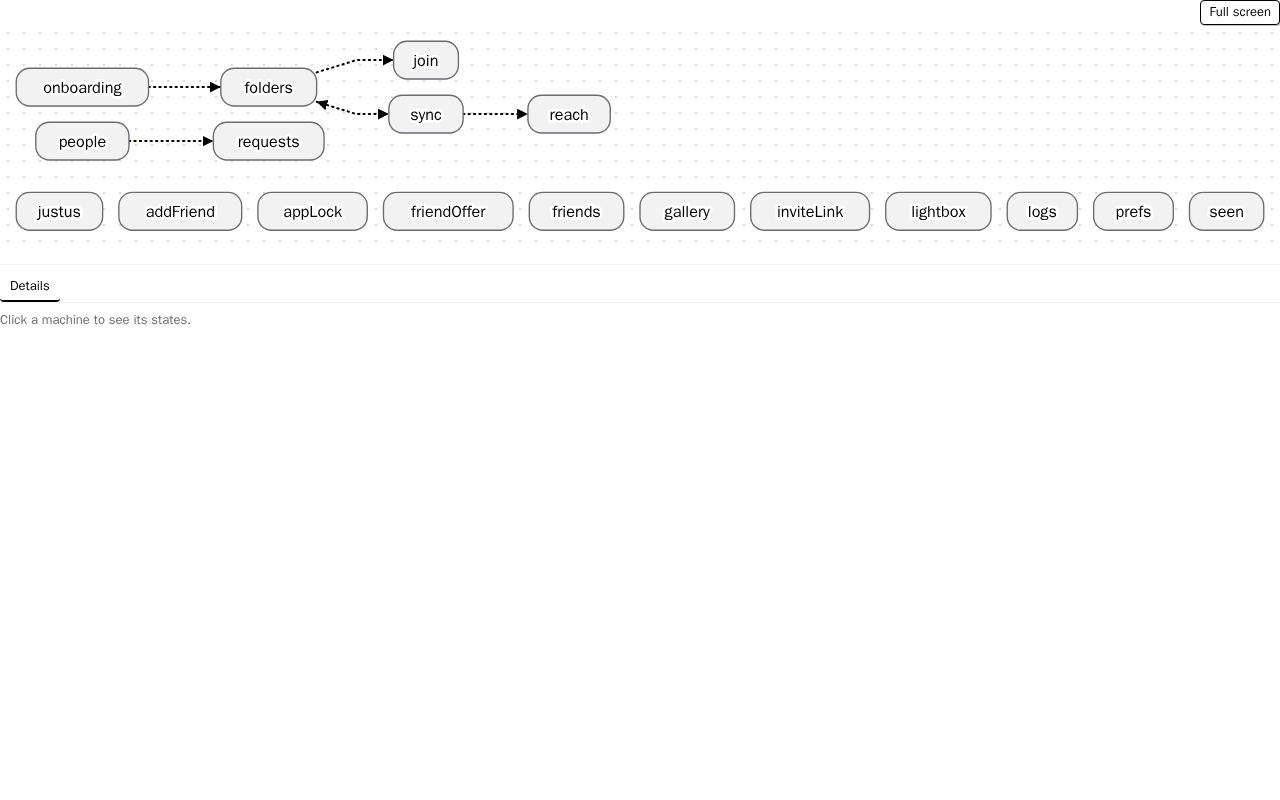 Full screen
join
onboarding
folders
sync
reach
people
requests
justus
addFriend
appLock
friendOffer
friends
gallery
inviteLink
lightbox
logs
prefs
seen
Details
Click a machine to see its states.